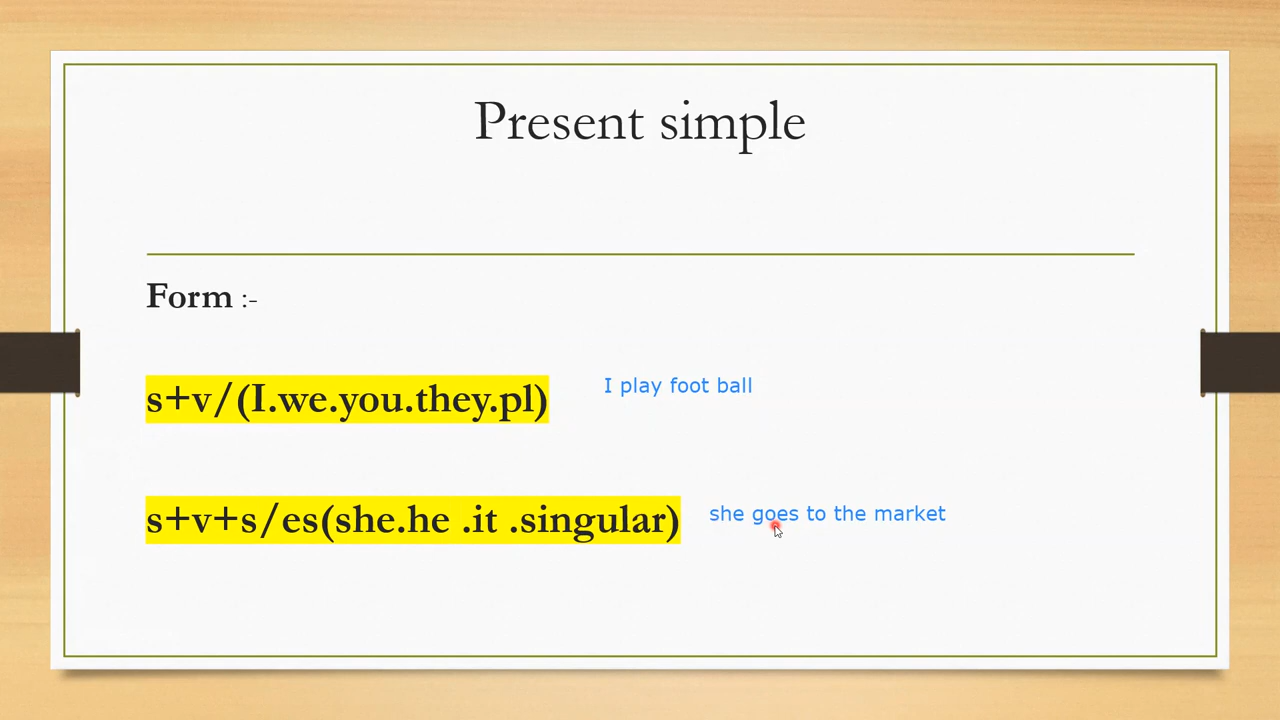 Present simple
Form :-
s+v/(I.we.you.they.pl)
I play foot ball
s+v+s/es(she.he .it .singular)
she goes to the market